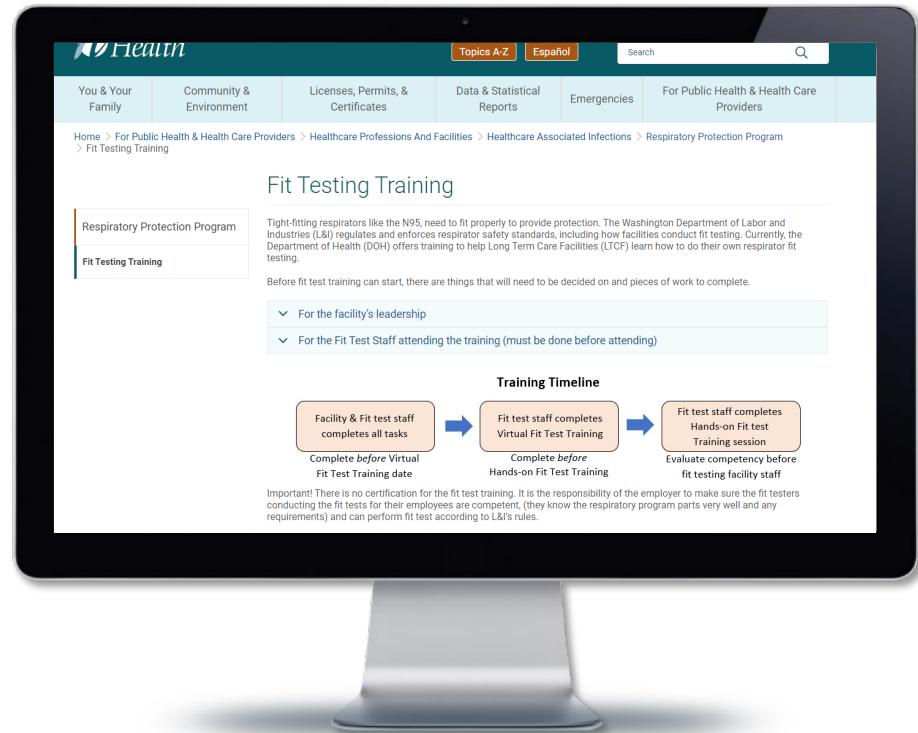 Health
Topics A-Z
Español
Search
You & Your
Family
Community &
Environment
Licenses, Permits, &
Certificates
Data & Statistical
Reports
Emergencies
For Public Health & Health Care
Providers
Home > For Public Health & Health Care Providers > Healthcare Professions And Facilities > Healthcare Associated Infections > Respiratory Protection Program
> Fit Testing Training
Fit Testing Training
Respiratory Protection Program
Fit Testing Training
Tight-fitting respirators like the N95, need to fit properly to provide protection. The Washington Department of Labor and
Industries (L&I) regulates and enforces respirator safety standards, including how facilities conduct fit testing. Currently, the
Department of Health (DOH) offers training to help Long Term Care Facilities (LTCF) learn how to do their own respirator fit
testing.
Before fit test training can start, there are things that will need to be decided on and pieces of work to complete.
For the facility's leadership
For the Fit Test Staff attending the training (must be done before attending)
Training Timeline
Facility & Fit test staff
completes all tasks
Complete before Virtual
Fit Test Training date
Fit test staff completes
Virtual Fit Test Training
Complete before
Hands-on Fit Test Training
Fit test staff completes
Hands-on Fit test
Training session
Evaluate competency before
fit testing facility staff
Important! There is no certification for the fit test training. It is the responsibility of the employer to make sure the fit testers
conducting the fit tests for their employees are competent, (they know the respiratory program parts very well and any
requirements) and can perform fit test according to L&I's rules.